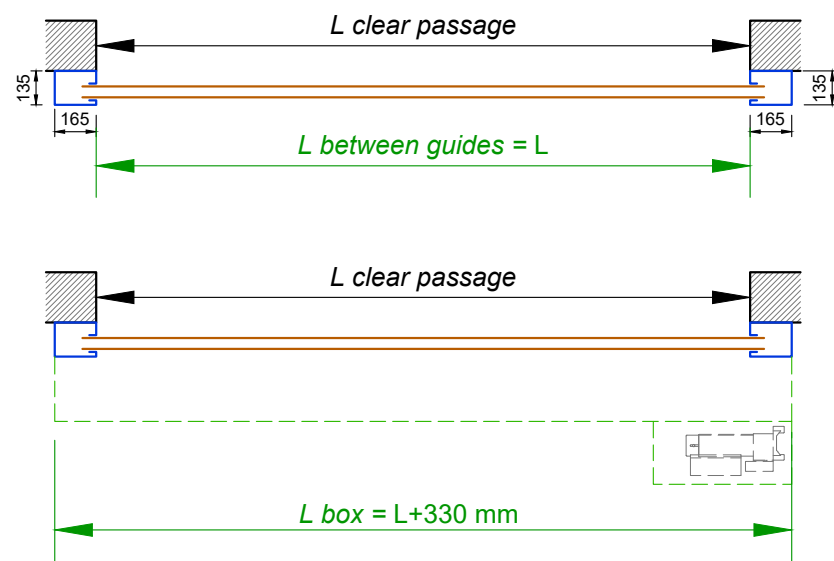 L clear passage
135
135
165
165
L between guides = L
L clear passage
L box = L+330 mm